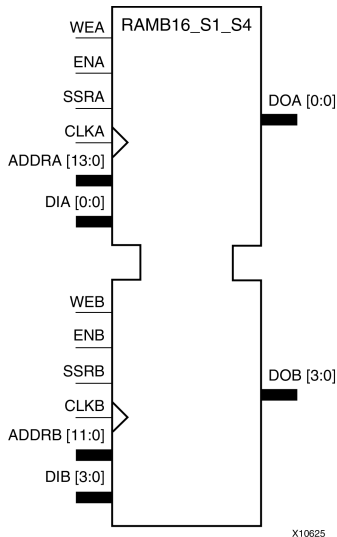 RAMB16_S1_S4
WEA
ENA
SSRA
CLKA
ADDRA [13:0]
DIA [0:0]
DOA [0:0]
WEB
ENB
SSRB
CLKB
ADDRB [11:0]
DIB [3:0]
DOB [3:0]
X10625